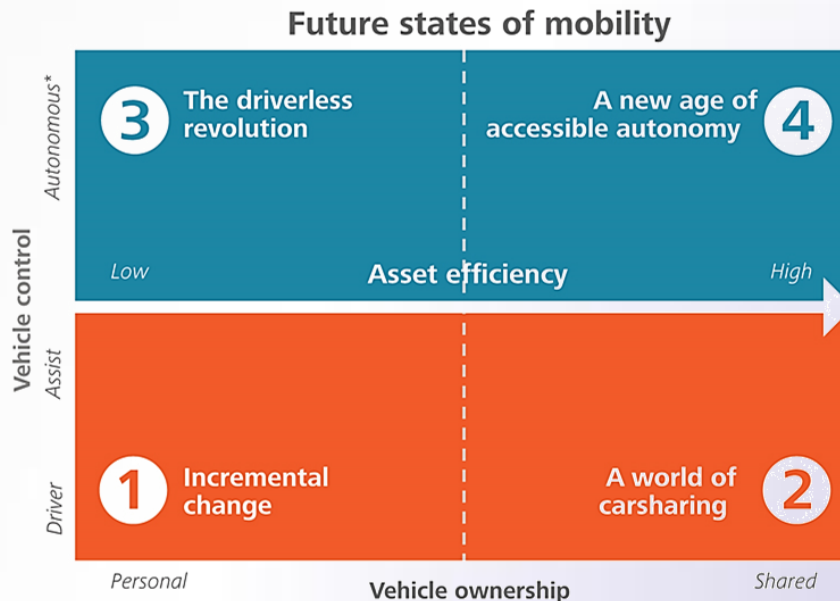 Future states of mobility
Autonomous*
3
The driverless
revolution
A new age of
accessible autonomy
4
Low
Asset efficiency
High
Vehicle control
Assist
Driver
1
Incremental
change
A world of
carsharing
2
Personal
Vehicle ownership
Shared